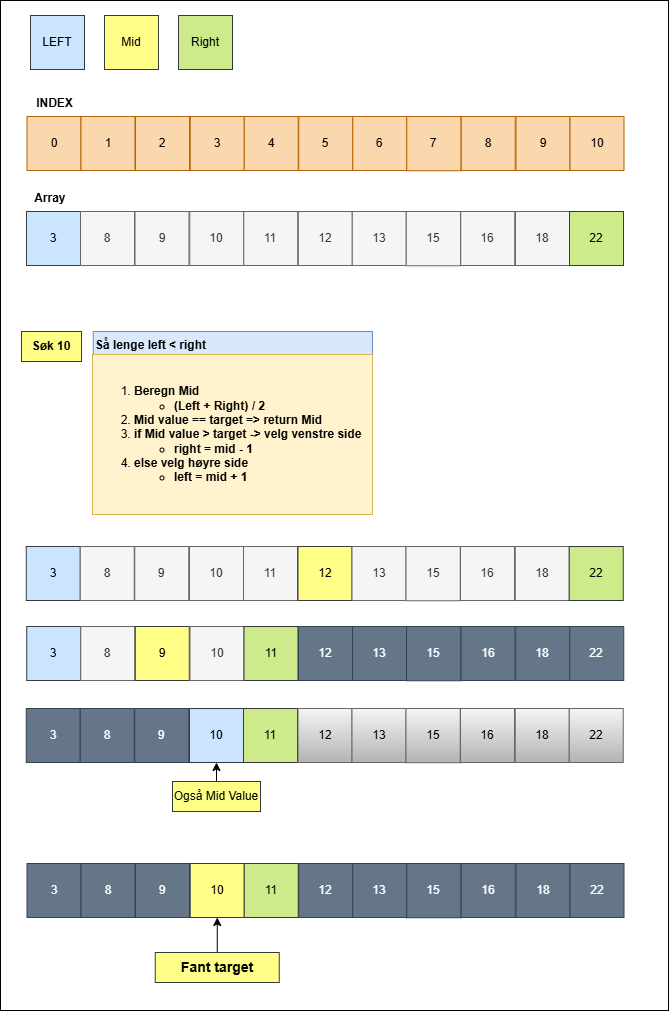 LEFT Mid Right
INDEX
0 1 2 3 4 5 6 7 8 9 10
Array
3 8 9 10 11 12 13 15 16 18 22
Søk 10
Så lenge left < right
1. Beregn Mid
(Left + Right) / 2
2. Mid value == target => return Mid
3. if Mid value > target -> velg venstre side
right = mid - 1
4. else velg høyre side
left = mid + 1
3 8 9 10 11 12 13 15 16 18 22
3 8 9 10 11 12 13 15 16 18 22
3 8 9 10 11 12 13 15 16 18 22
Også Mid Value
3 8 9 10 11 12 13 15 16 18 22
Fant target